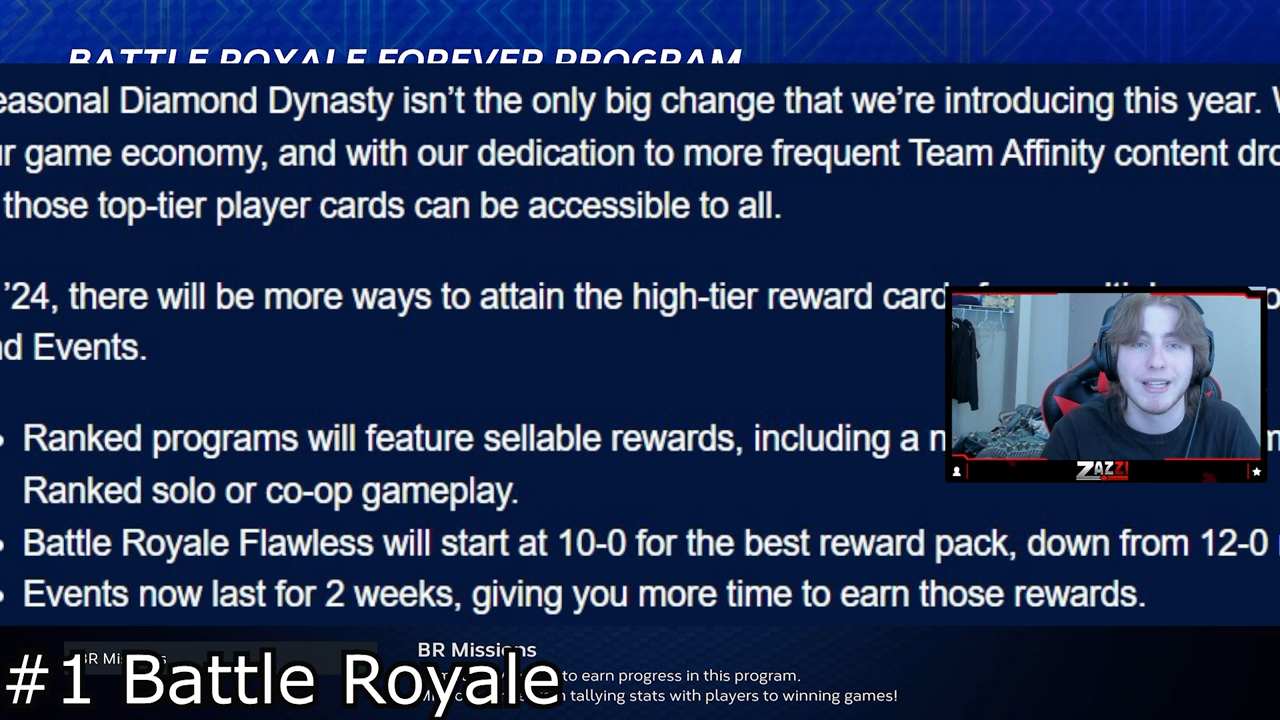 BATTLE ROYALE FOREVER PROGRAM
easonal Diamond Dynasty isn't the only big change that we're introducing this year. W
ur game economy, and with our dedication to more frequent Team Affinity content dro
those top-tier player cards can be accessible to all.
'24, there will be more ways to attain the high-tier reward card
nd Events.
• Ranked programs will feature sellable rewards, including a n
Ranked solo or co-op gameplay.
• Battle Royale Flawless will start at 10-0 for the best reward pack, down from 12-0
• Events now last for 2 weeks, giving you more time to earn those rewards.
ZAZZI
BR Missions
to earn progress in this program.
tallying stats with players to winning games!
#1 Battle Royale